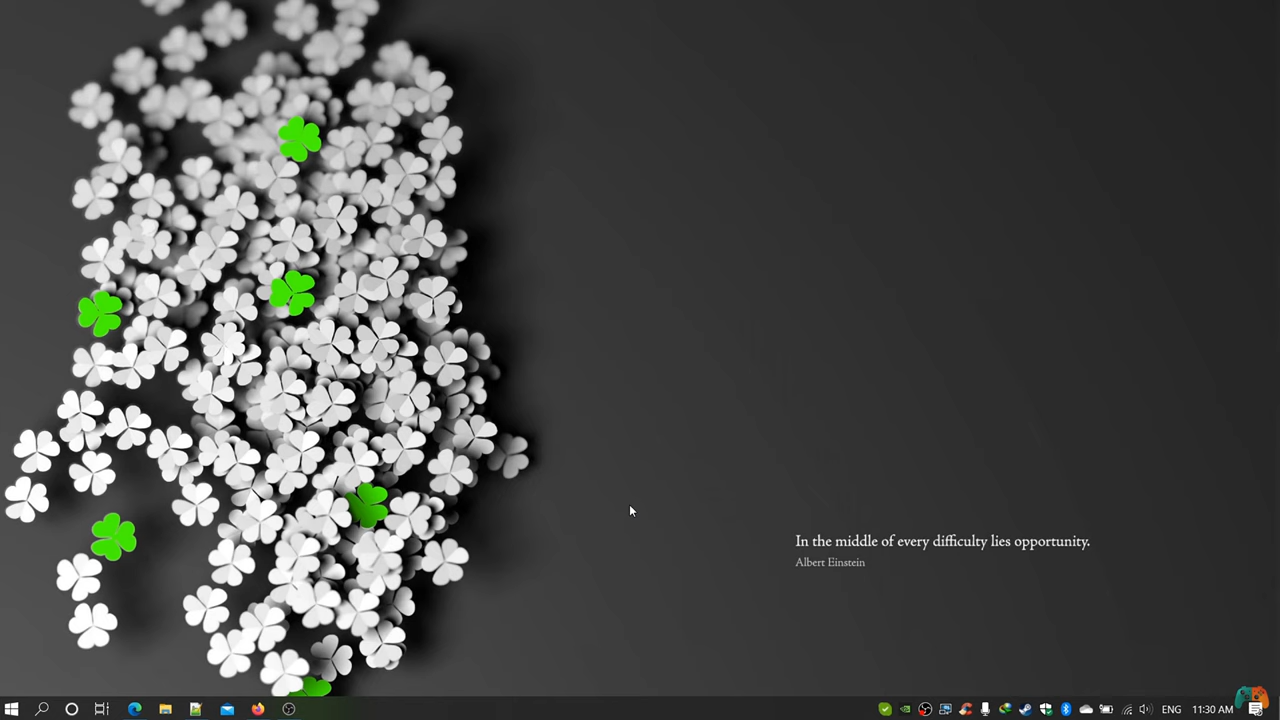 In the middle of every difficulty lies opportunity.
Albert Einstein
ENG 11:30 AM